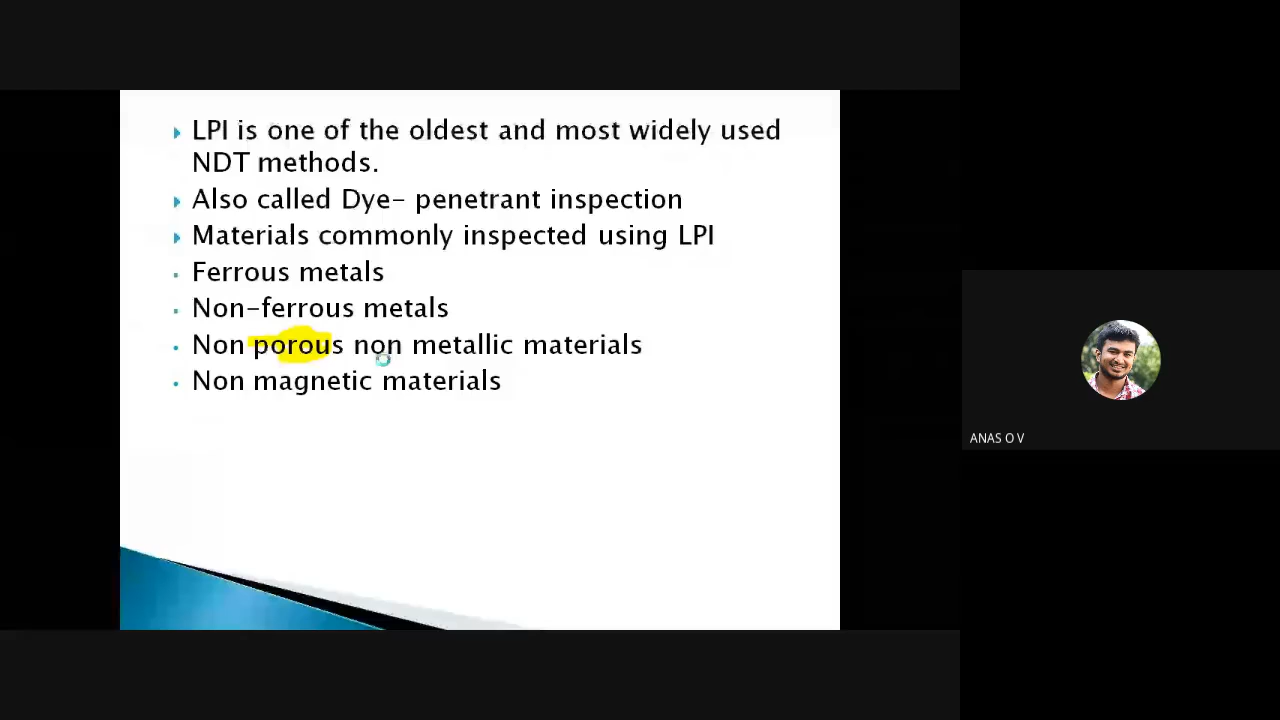 LPI is one of the oldest and most widely used
NDT methods.
Also called Dye- penetrant inspection
Materials commonly inspected using LPI
Ferrous metals
Non-ferrous metals
Non porous non metallic materials
Non magnetic materials
ANAS O V